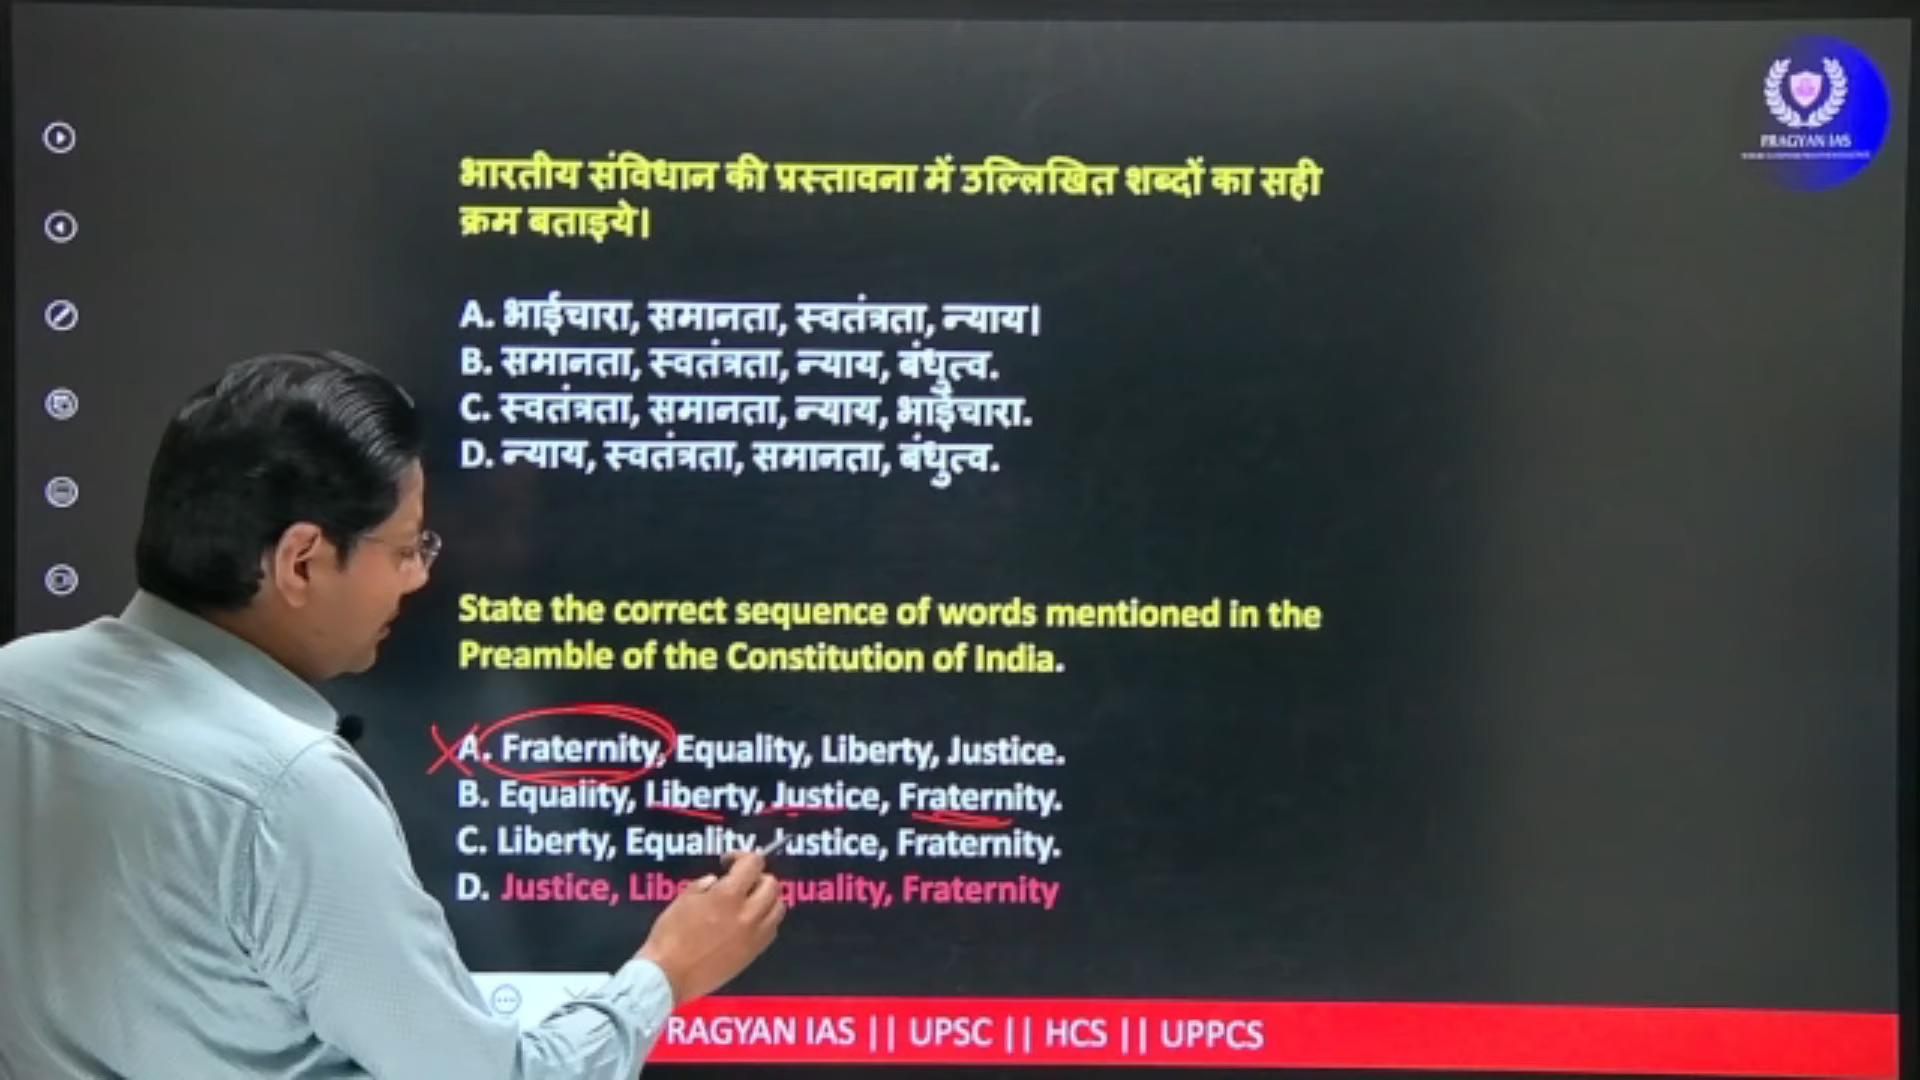 PRAGYAN IAS
भारतीय संविधान की प्रस्तावना में उल्लिखित शब्दों का सही
क्रम बताइये।
A. भाईचारा, समानता, स्वतंत्रता, न्याय।
B. समानता, स्वतंत्रता, न्याय, बंधुत्व.
C. स्वतंत्रता, समानता, न्याय, भाईचारा.
D. न्याय, स्वतंत्रता, समानता, बंधुत्व.
State the correct sequence of words mentioned in the
Preamble of the Constitution of India.
A. Fraternity, Equality, Liberty, Justice.
B. Equality, Liberty, Justice, Fraternity.
C. Liberty, Equality, Justice, Fraternity.
D. Justice, Libe quality, Fraternity
RAGYAN IAS || UPSC || HCS || UPPCS